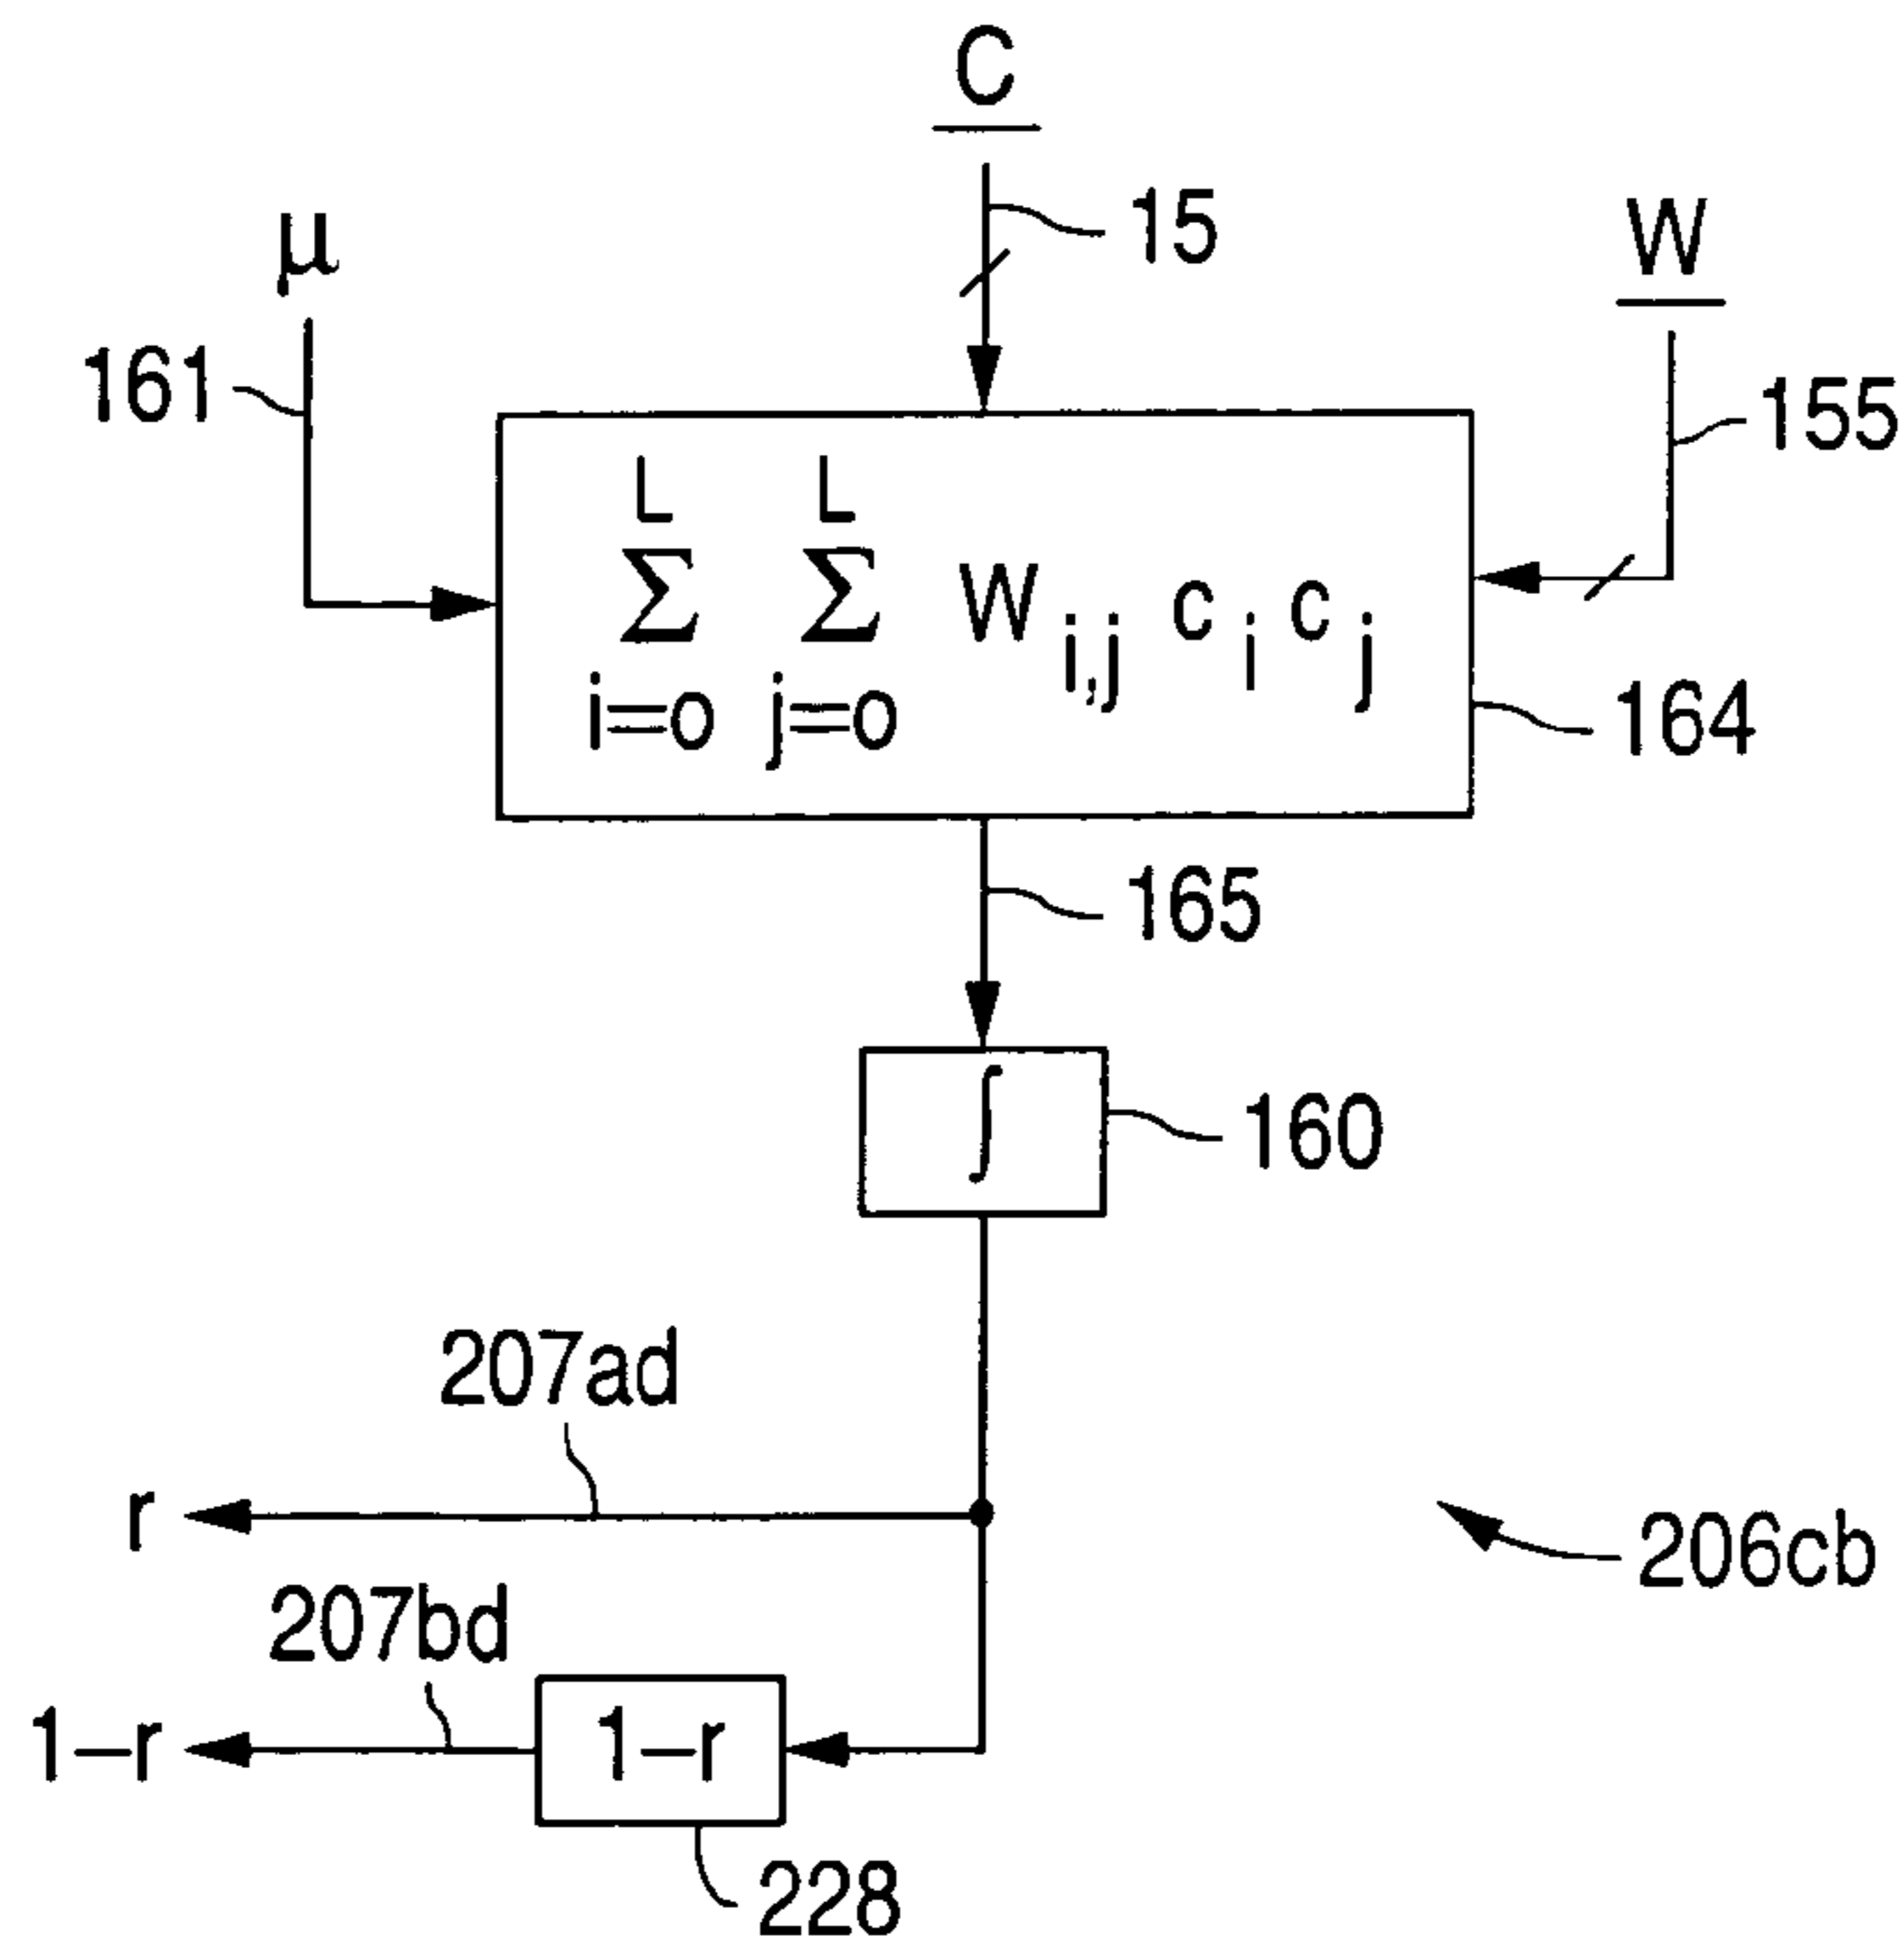 C
15
μ
W
161
155
L L
Σ Σ W i,j c i c j
i=o j=o
164
165
∫
160
207ad
r
206cb
207bd
1–r
1–r
228